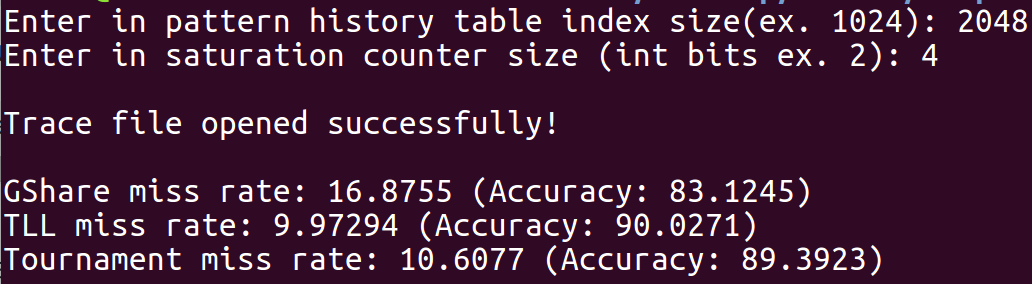 Enter in pattern history table index size(ex. 1024): 2048
Enter in saturation counter size (int bits ex. 2): 4
Trace file opened successfully!
GShare miss rate: 16.8755 (Accuracy: 83.1245)
TLL miss rate: 9.97294 (Accuracy: 90.0271)
Tournament miss rate: 10.6077 (Accuracy: 89.3923)